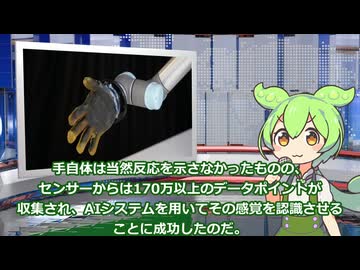 手自体は当然反応を示さなかったものの、
センサーからは170万以上のデータポイントが
収集され、AIシステムを用いてその感覚を認識させる
ことに成功したのだ。